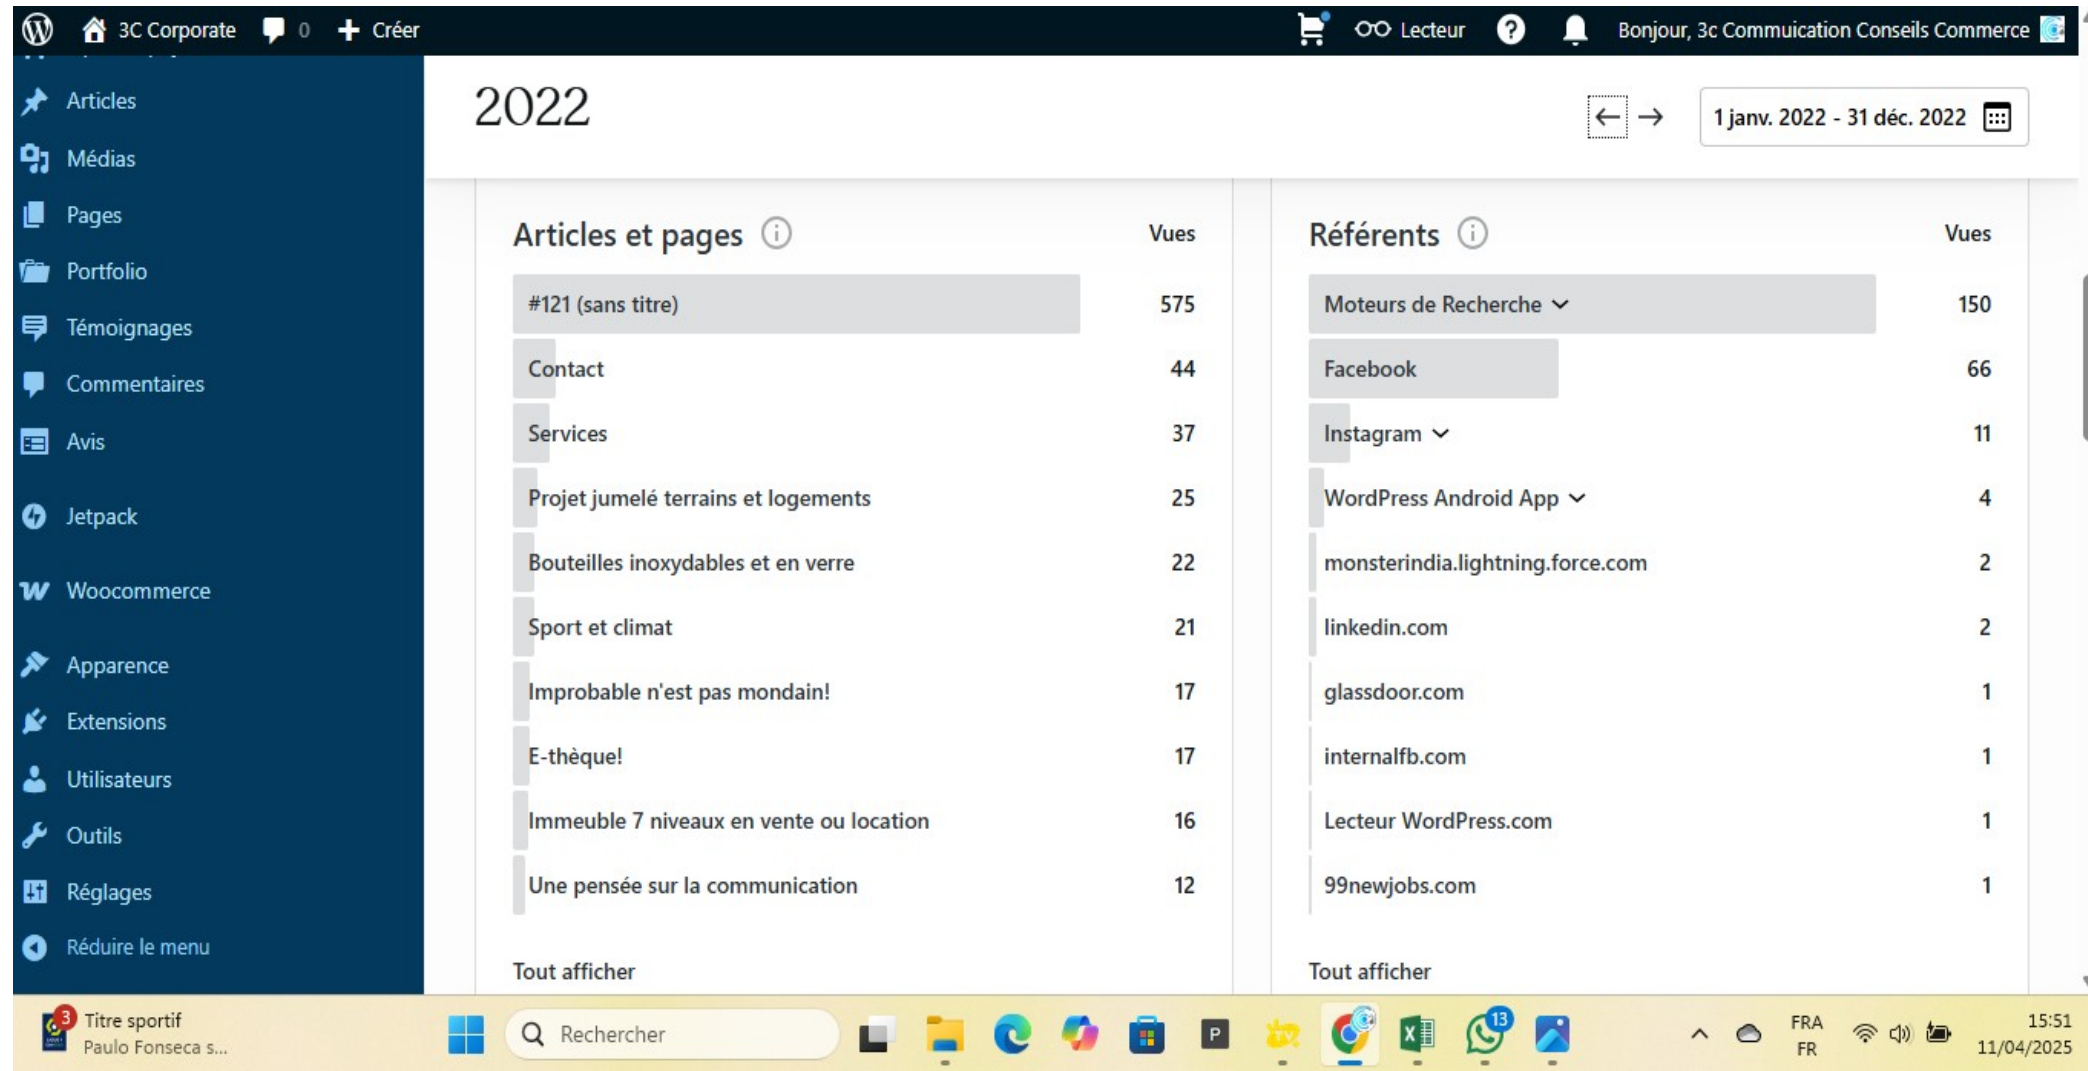 3C Corporate 0 Créer Lecteur Bonjour, 3c Commuication Conseils Commerce
Articles
Médias
Pages
Portfolio
Témoignages
Commentaires
Avis
Jetpack
Woocommerce
Apparence
Extensions
Utilisateurs
Outils
Réglages
Réduire le menu
2022
1 janv. 2022 - 31 déc. 2022
Articles et pages Vues
#121 (sans titre) 575
Contact 44
Services 37
Projet jumelé terrains et logements 25
Bouteilles inoxydables et en verre 22
Sport et climat 21
Improbable n'est pas mondain! 17
E-thèque! 17
Immeuble 7 niveaux en vente ou location 16
Une pensée sur la communication 12
Tout afficher
Référents Vues
Moteurs de Recherche 150
Facebook 66
Instagram 11
WordPress Android App 4
monsterindia.lightning.force.com 2
linkedin.com 2
glassdoor.com 1
internalfb.com 1
Lecteur WordPress.com 1
99newjobs.com 1
Tout afficher
3
Titre sportif
Paulo Fonseca s...
Rechercher
13
FRA
FR
15:51
11/04/2025